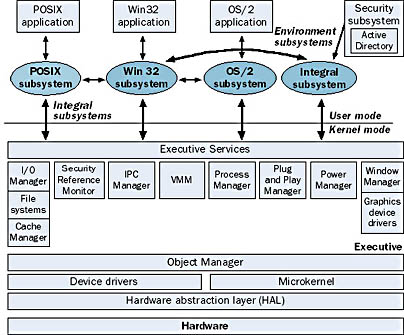 POSIX
application
Win32
application
OS/2
application
Security
subsystem
Active
Directory
Environment
subsystems
POSIX
subsystem
Win 32
subsystem
OS/2
subsystem
Integral
subsystem
Integral
subsystems
User mode
Kernel mode
Executive Services
I/O
Manager
File
systems
Cache
Manager
Security
Reference
Monitor
IPC
Manager
VMM
Process
Manager
Plug
and Play
Manager
Power
Manager
Window
Manager
Graphics
device
drivers
Executive
Object Manager
Device drivers
Microkernel
Hardware abstraction layer (HAL)
Hardware